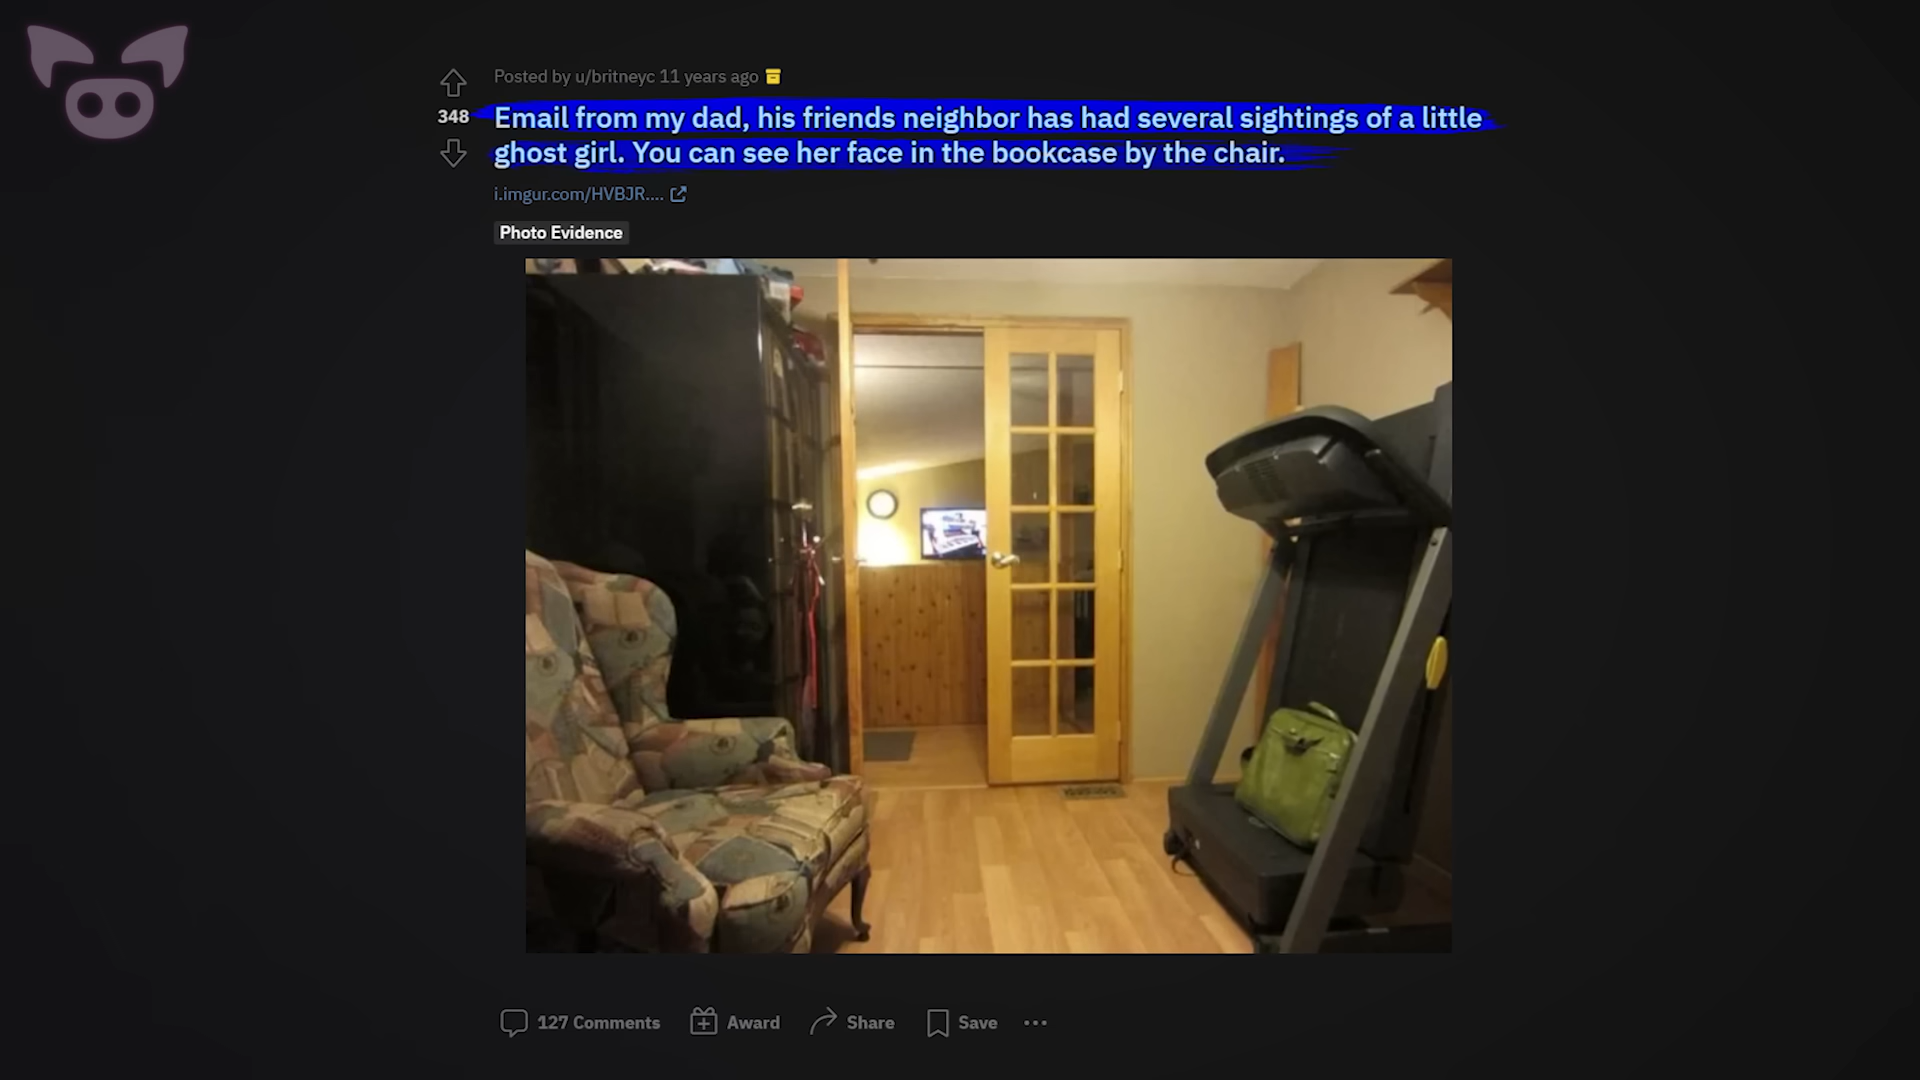 Posted by u/britneyc 11 years ago
348
Email from my dad, his friends neighbor has had several sightings of a little
ghost girl. You can see her face in the bookcase by the chair.
i.imgur.com/HVBJR....
Photo Evidence
127 Comments Award Share Save